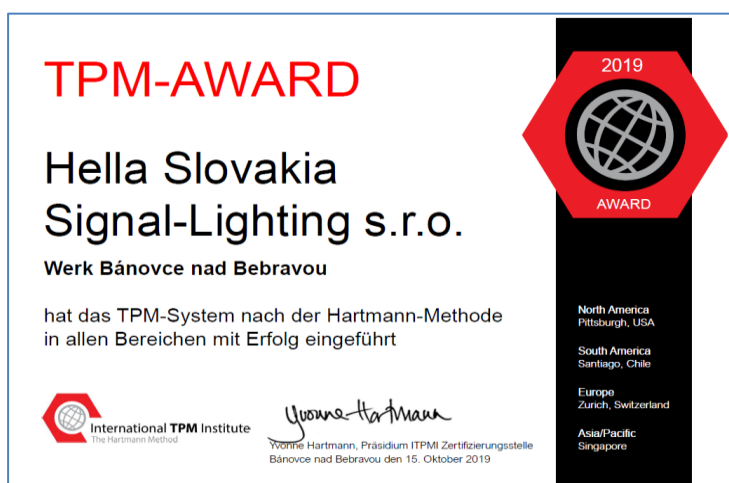 TPM-AWARD
Hella Slovakia
Signal-Lighting s.r.o.
Werk Bánovce nad Bebravou
hat das TPM-System nach der Hartmann-Methode
in allen Bereichen mit Erfolg eingeführt
International TPM Institute
The Hartmann Method
Yvonne Hartmann
Yvonne Hartmann, Präsidium ITPMI Zertifizierungsstelle
Bánovce nad Bebravou den 15. Oktober 2019
2019
AWARD
North America
Pittsburgh, USA
South America
Santiago, Chile
Europe
Zurich, Switzerland
Asia/Pacific
Singapore